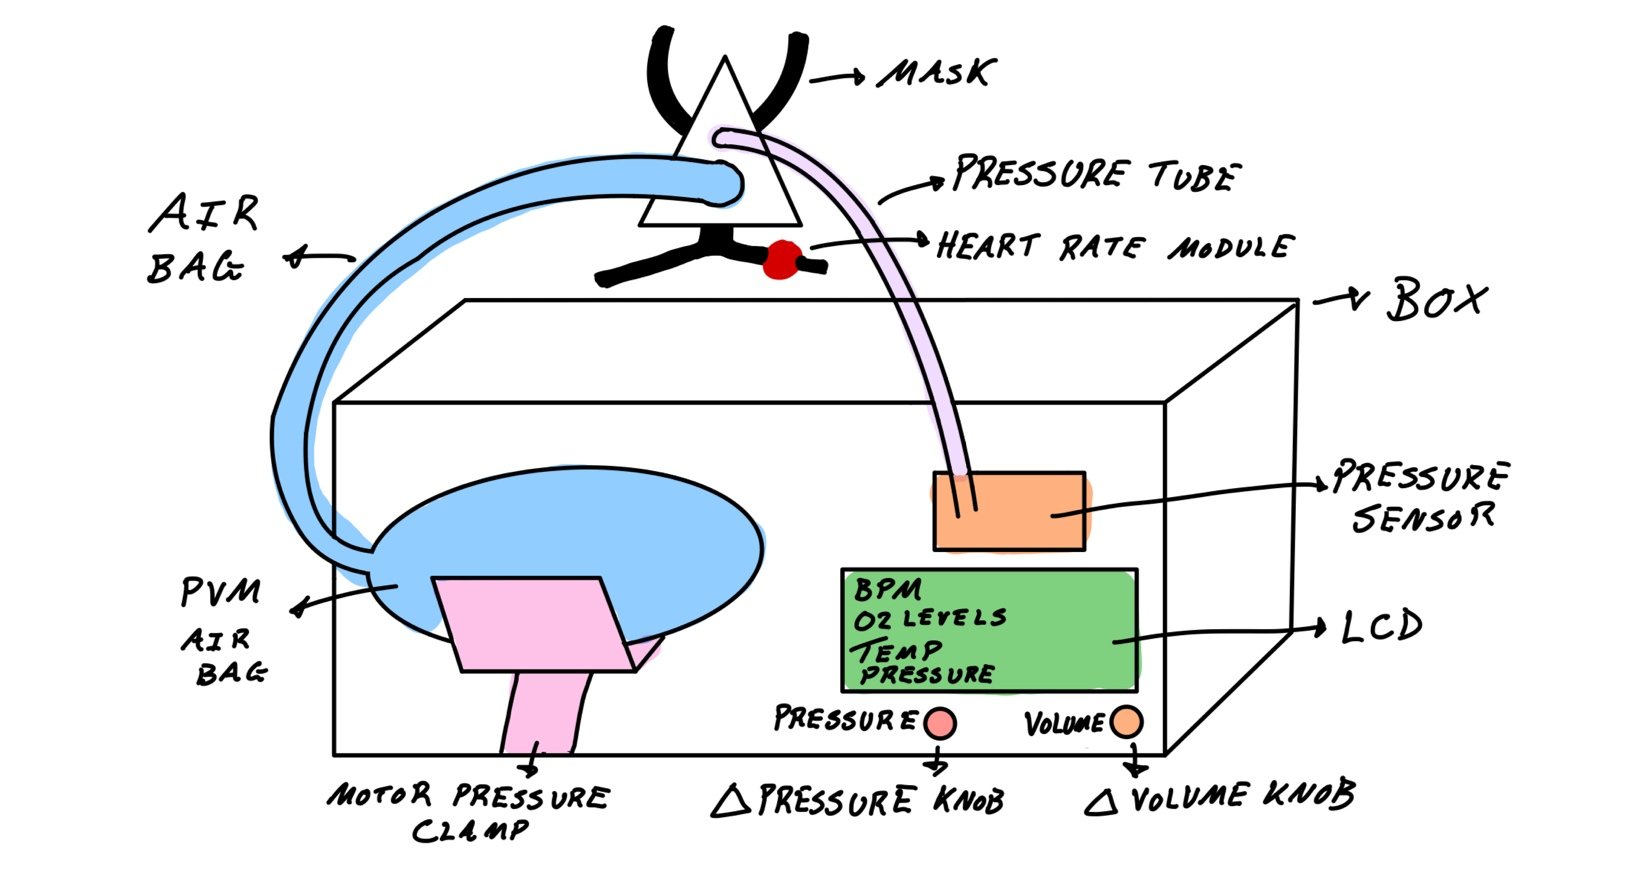 MASK
PRESSURE TUBE
AIR
BAG
HEART RATE MODULE
BOX
PRESSURE
SENSOR
PVM
AIR
BAG
BPM
O2 LEVELS
TEMP
PRESSURE
LCD
PRESSURE
VOLUME
MOTOR PRESSURE
CLAMP
△ PRESSURE KNOB
△ VOLUME KNOB